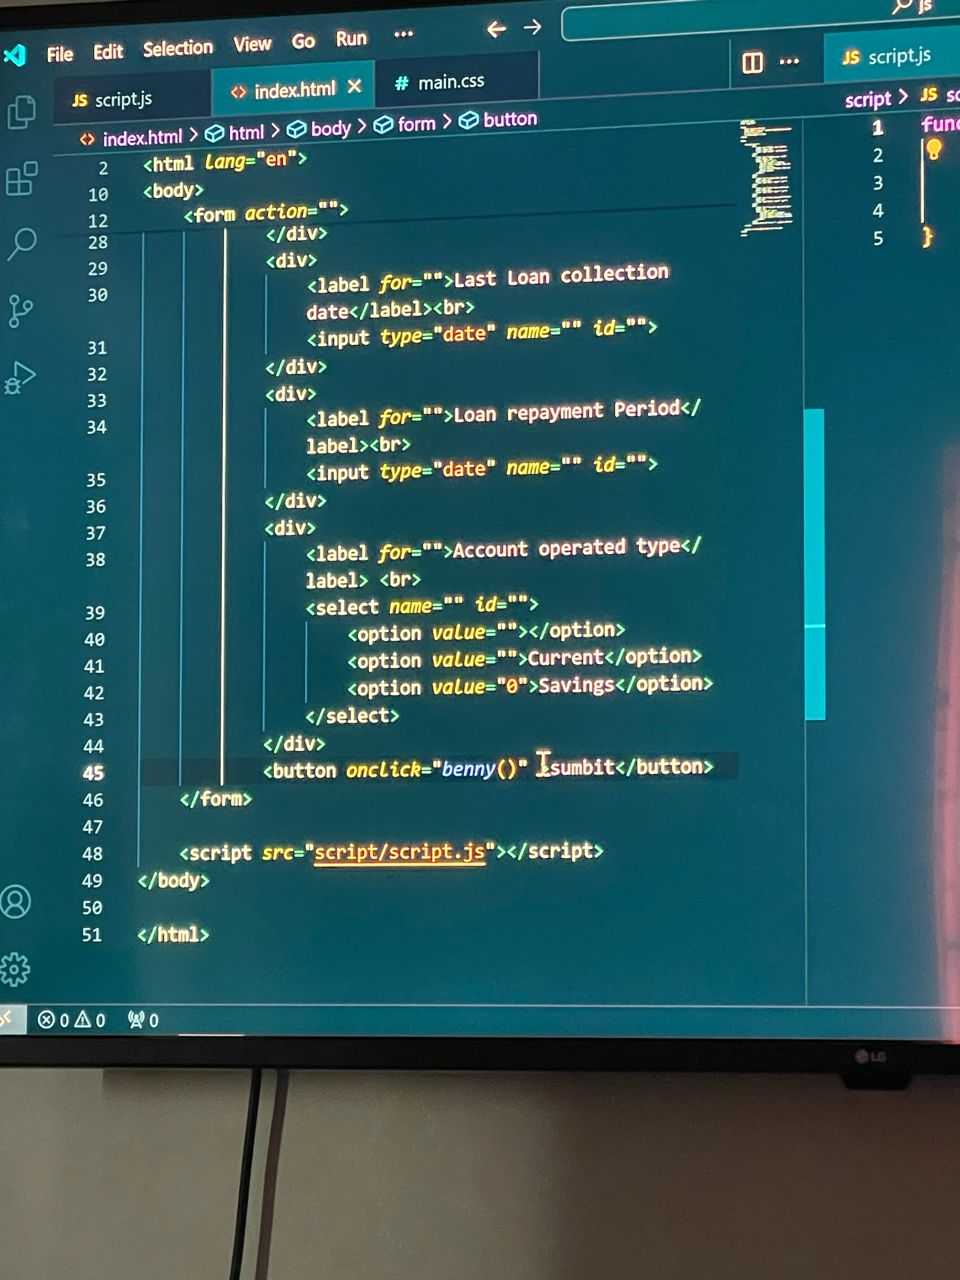 js
File Edit Selection View Go Run ...
JS script.js
<> index.html ×
# main.css
JS script.js
<> index.html > html > body > form > button
script > JS
2 <html lang="en">
10 <body>
12 <form action="">
28 </div>
29 <div>
30 <label for="">Last Loan collection
date</label><br>
31 <input type="date" name="" id="">
32 </div>
33 <div>
34 <label for="">Loan repayment Period</
label><br>
35 <input type="date" name="" id="">
36 </div>
37 <div>
38 <label for="">Account operated type</
label> <br>
39 <select name="" id="">
40 <option value=""></option>
41 <option value="">Current</option>
42 <option value="0">Savings</option>
43 </select>
44 </div>
45 <button onclick="benny()" >sumbit</button>
46 </form>
47
48 <script src="script/script.js"></script>
49 </body>
50
51 </html>
1 func
2
3
4
5 }
0 0 0
LG